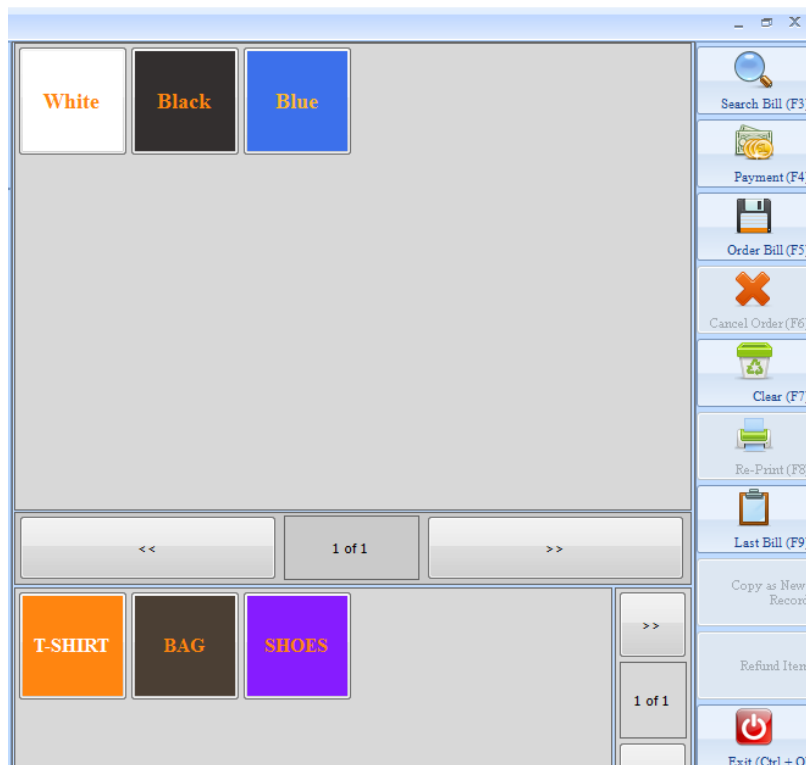 White
Black
Blue
Search Bill (F3)
Payment (F4)
Order Bill (F5)
Cancel Order (F6)
Clear (F7)
Re-Print (F8)
Last Bill (F9)
Copy as New
Record
Refund Item
Exit (Ctrl + Q
<<
1 of 1
>>
T-SHIRT
BAG
SHOES
>>
1 of 1